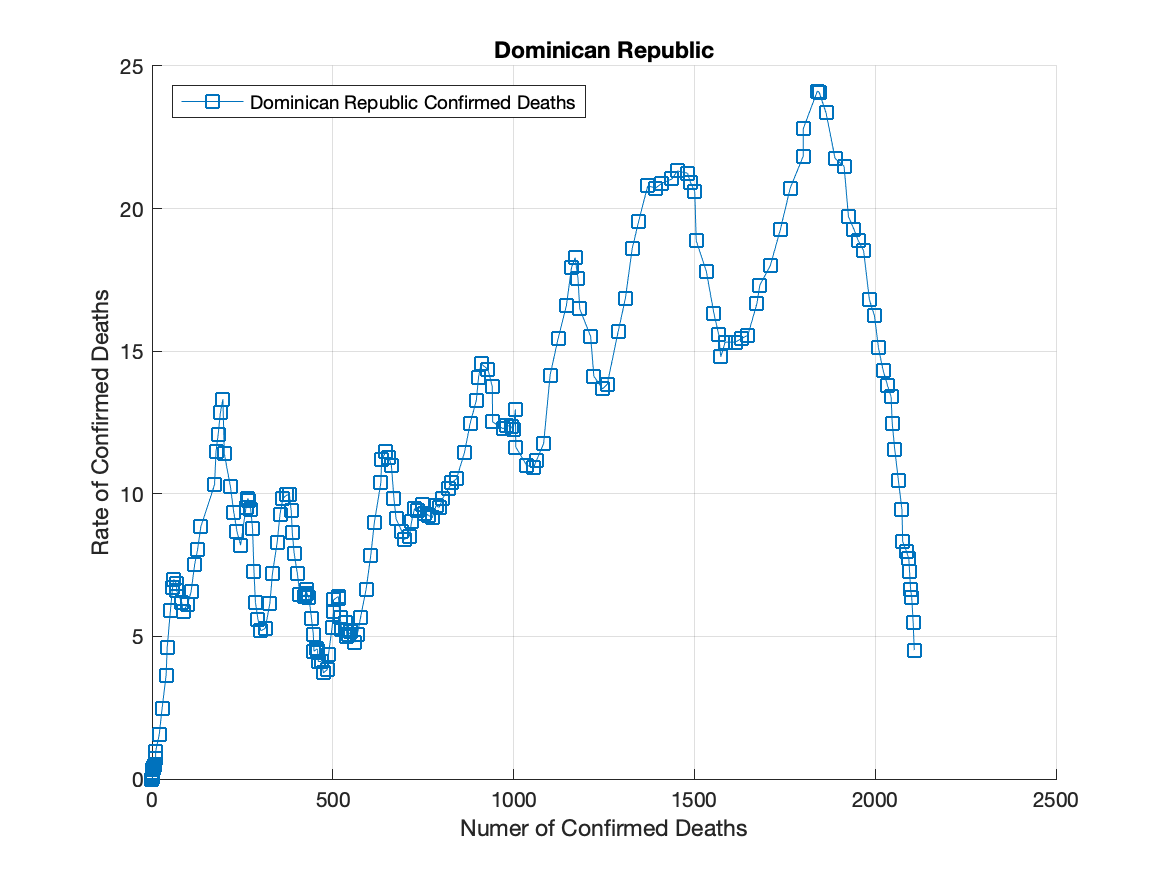 Dominican Republic
25
Dominican Republic Confirmed Deaths
20
15
10
5
0
Rate of Confirmed Deaths
0 500 1000 1500 2000 2500
Numer of Confirmed Deaths